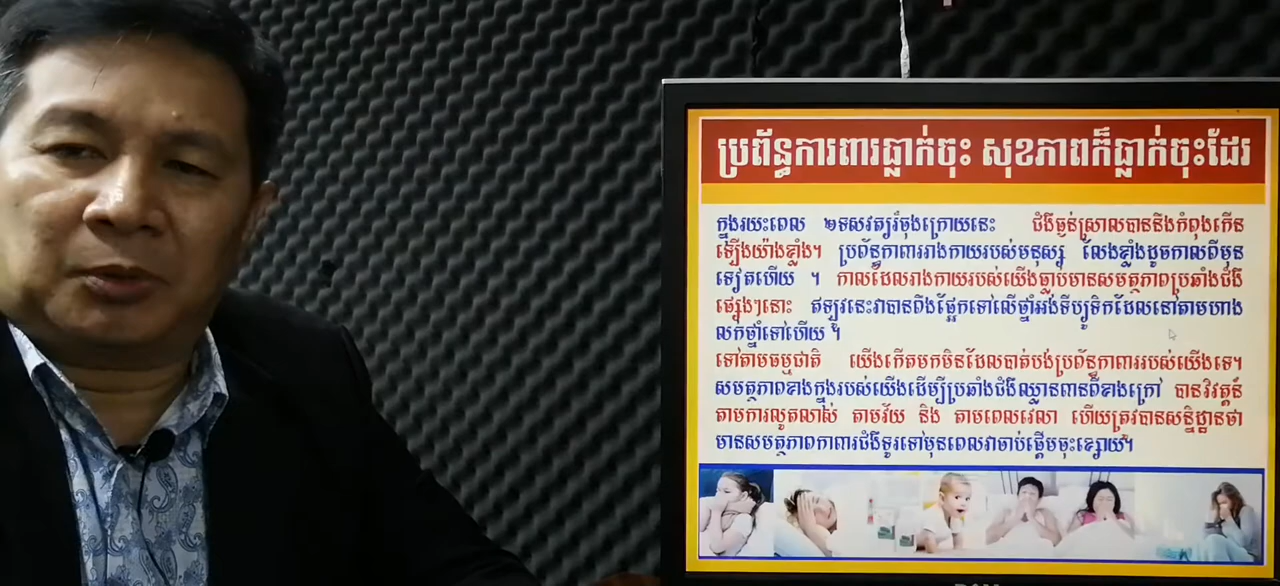 ប្រព័ន្ធការពារធ្លាក់ចុះ សុខភាពក៏ធ្លាក់ចុះដែរ
ក្នុងរយៈពេល ២ទសវត្សរ៍ចុងក្រោយនេះ ជំងឺធ្ងន់ស្រាលបាននិងកំពុងកើន
ឡើងយ៉ាងខ្លាំង។ ប្រព័ន្ធការពាររាងកាយរបស់មនុស្ស លែងខ្លាំងដូចកាលពីមុន
ទៀតហើយ ។ កាលដែលរាងកាយរបស់យើងធ្លាប់មានសមត្ថភាពប្រឆាំងជំងឺ
ផ្សេងៗនោះ ឥឡូវនេះវាបានពឹងផ្អែកទៅលើថ្នាំអង់ទីប្យូទិកដែលនៅតាមហាង
លក់ថ្នាំទៅហើយ ។
ទៅតាមធម្មជាតិ យើងកើតមកមិនដែលបាត់បង់ប្រព័ន្ធការពាររបស់យើងទេ។
សមត្ថភាពខាងក្នុងរបស់យើងដើម្បីប្រឆាំងជំងឺឈ្លានពានពីខាងក្រៅ បានវិវត្តន៍
តាមការលូតលាស់ តាមវ័យ និង តាមពេលវេលា ហើយត្រូវបានសន្និដ្ឋានថា
មានសមត្ថភាពការពារជំងឺទូរទៅមុនពេលវាចាប់ផ្តើមចុះខ្សោយ។